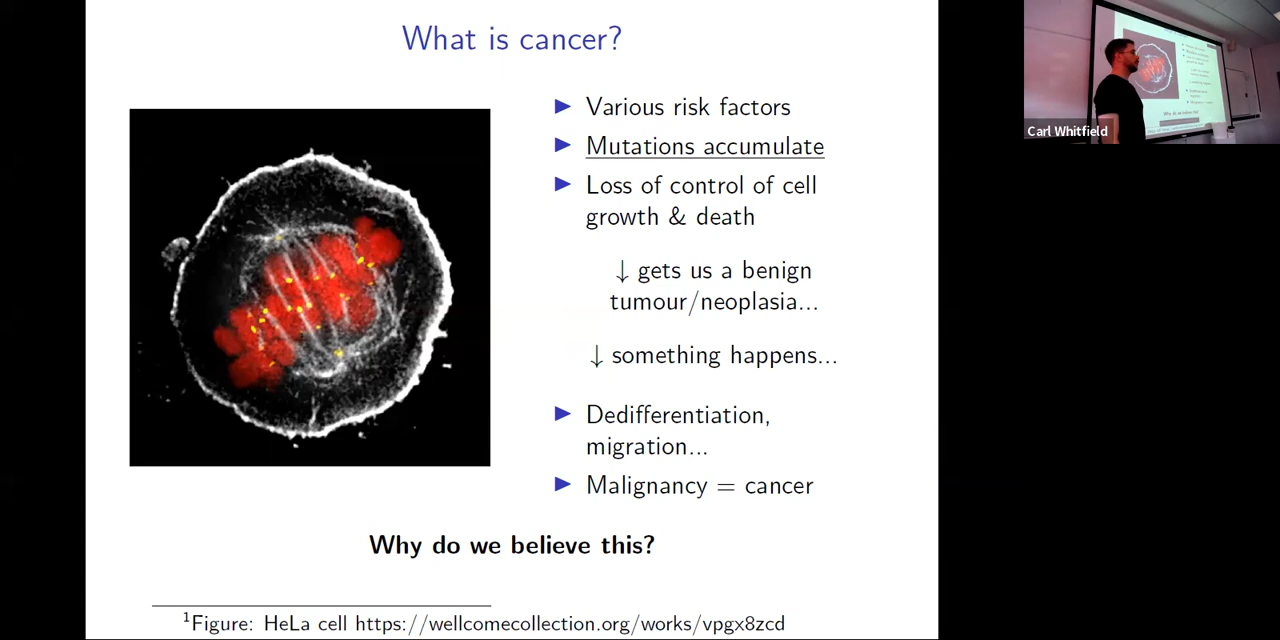 What is cancer?
▶ Various risk factors
▶ Mutations accumulate
▶ Loss of control of cell
growth & death
↓ gets us a benign
tumour/neoplasia...
↓ something happens...
▶ Dedifferentiation,
migration...
▶ Malignancy = cancer
Why do we believe this?
¹Figure: HeLa cell https://wellcomecollection.org/works/vpgx8zcd
Carl Whitfield